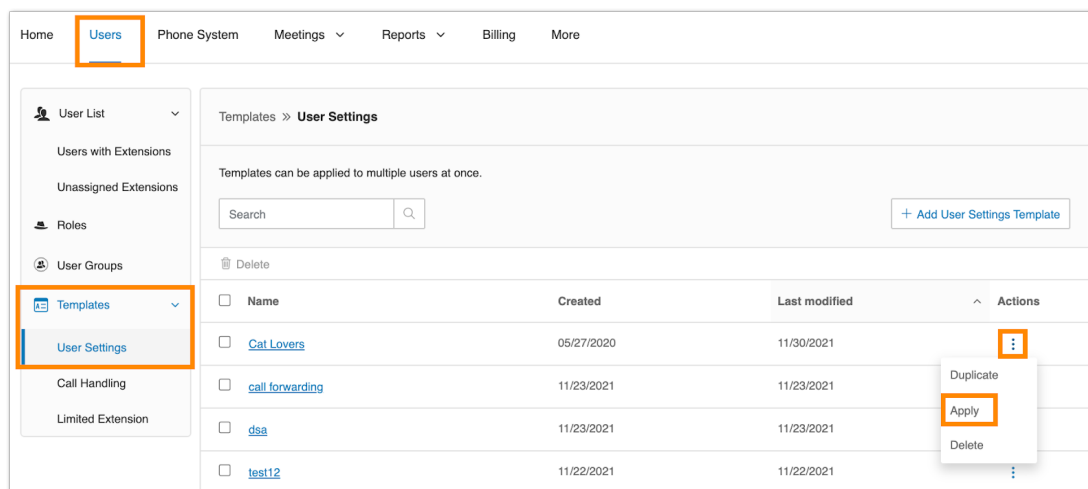 Home Users Phone System Meetings Reports Billing More
User List
Users with Extensions
Unassigned Extensions
Roles
User Groups
Templates
User Settings
Call Handling
Limited Extension
Templates » User Settings
Templates can be applied to multiple users at once.
Search
+ Add User Settings Template
Delete
Name Created Last modified Actions
Cat Lovers 05/27/2020 11/30/2021
call forwarding 11/23/2021 11/23/2021
dsa 11/23/2021 11/23/2021
test12 11/22/2021 11/22/2021
Duplicate
Apply
Delete